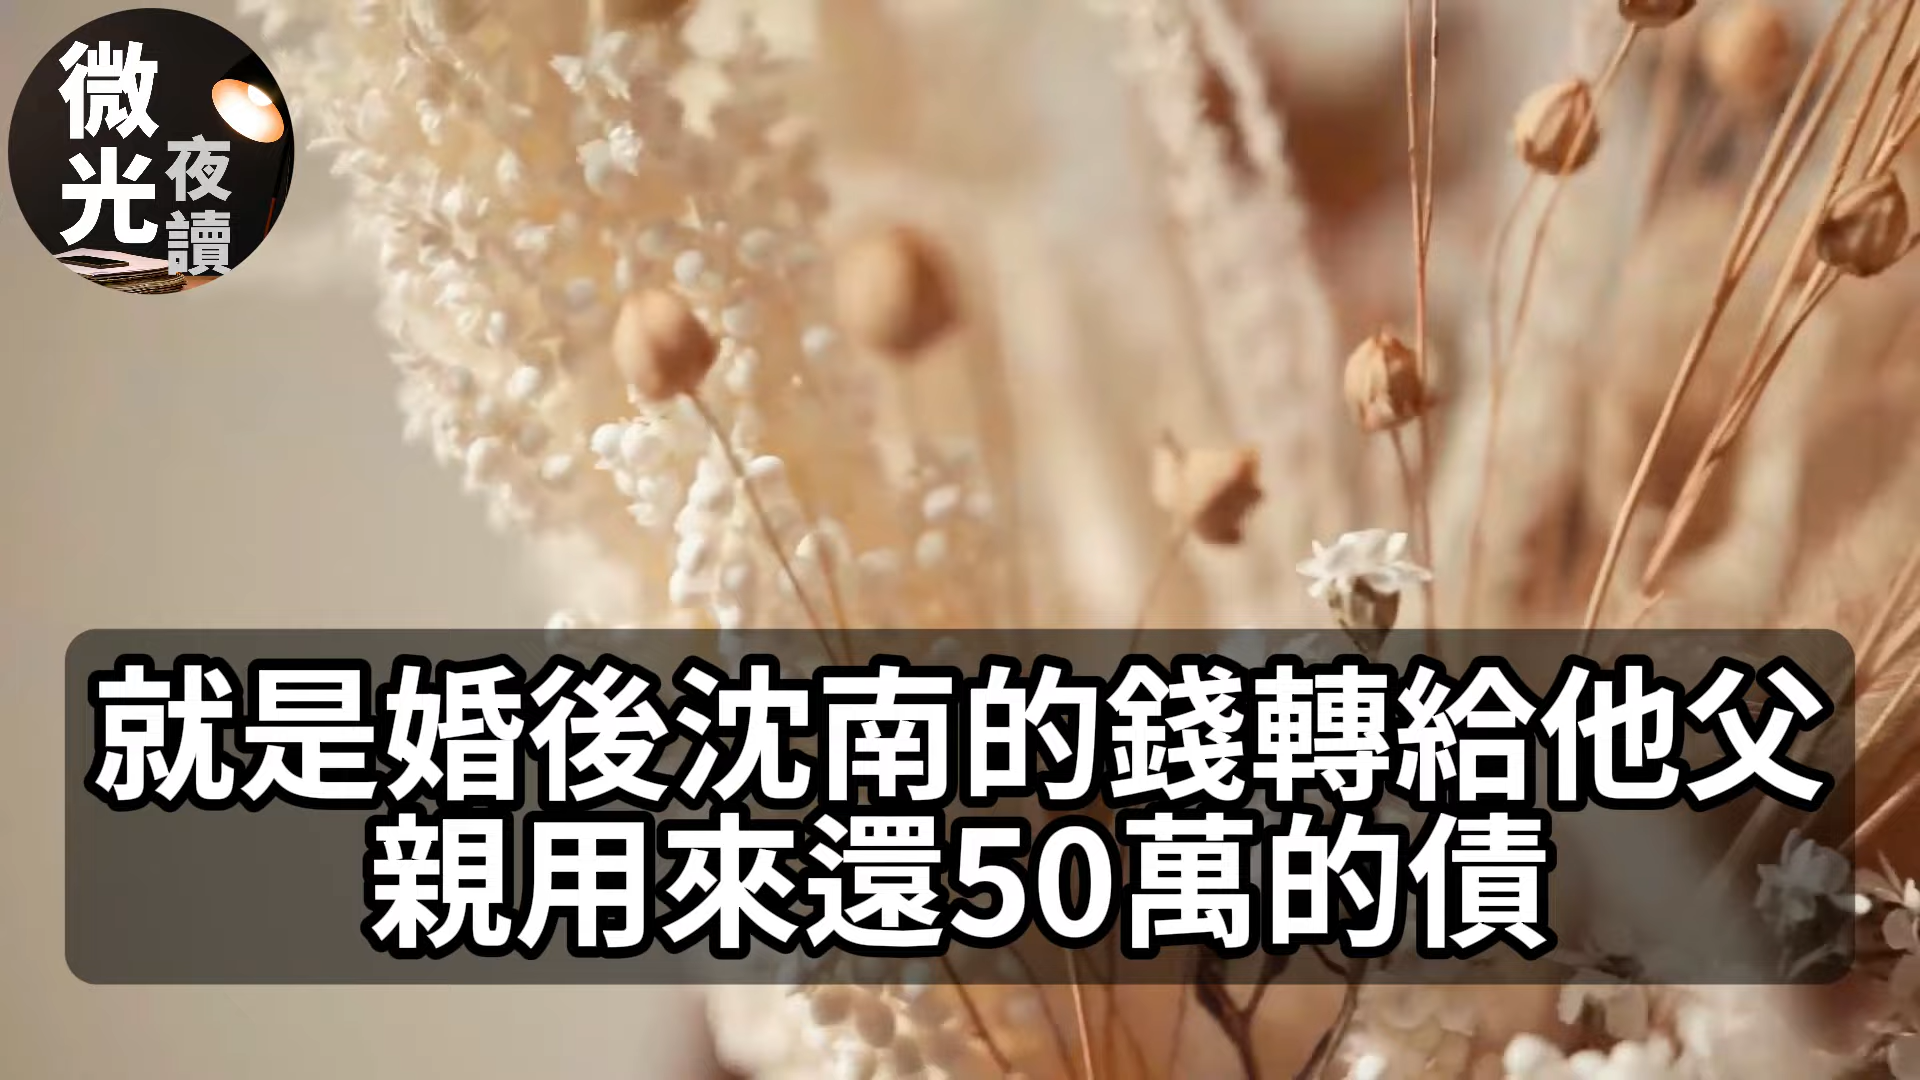 微光
夜讀
就是婚後沈南的錢轉給他父
親用來還50萬的債